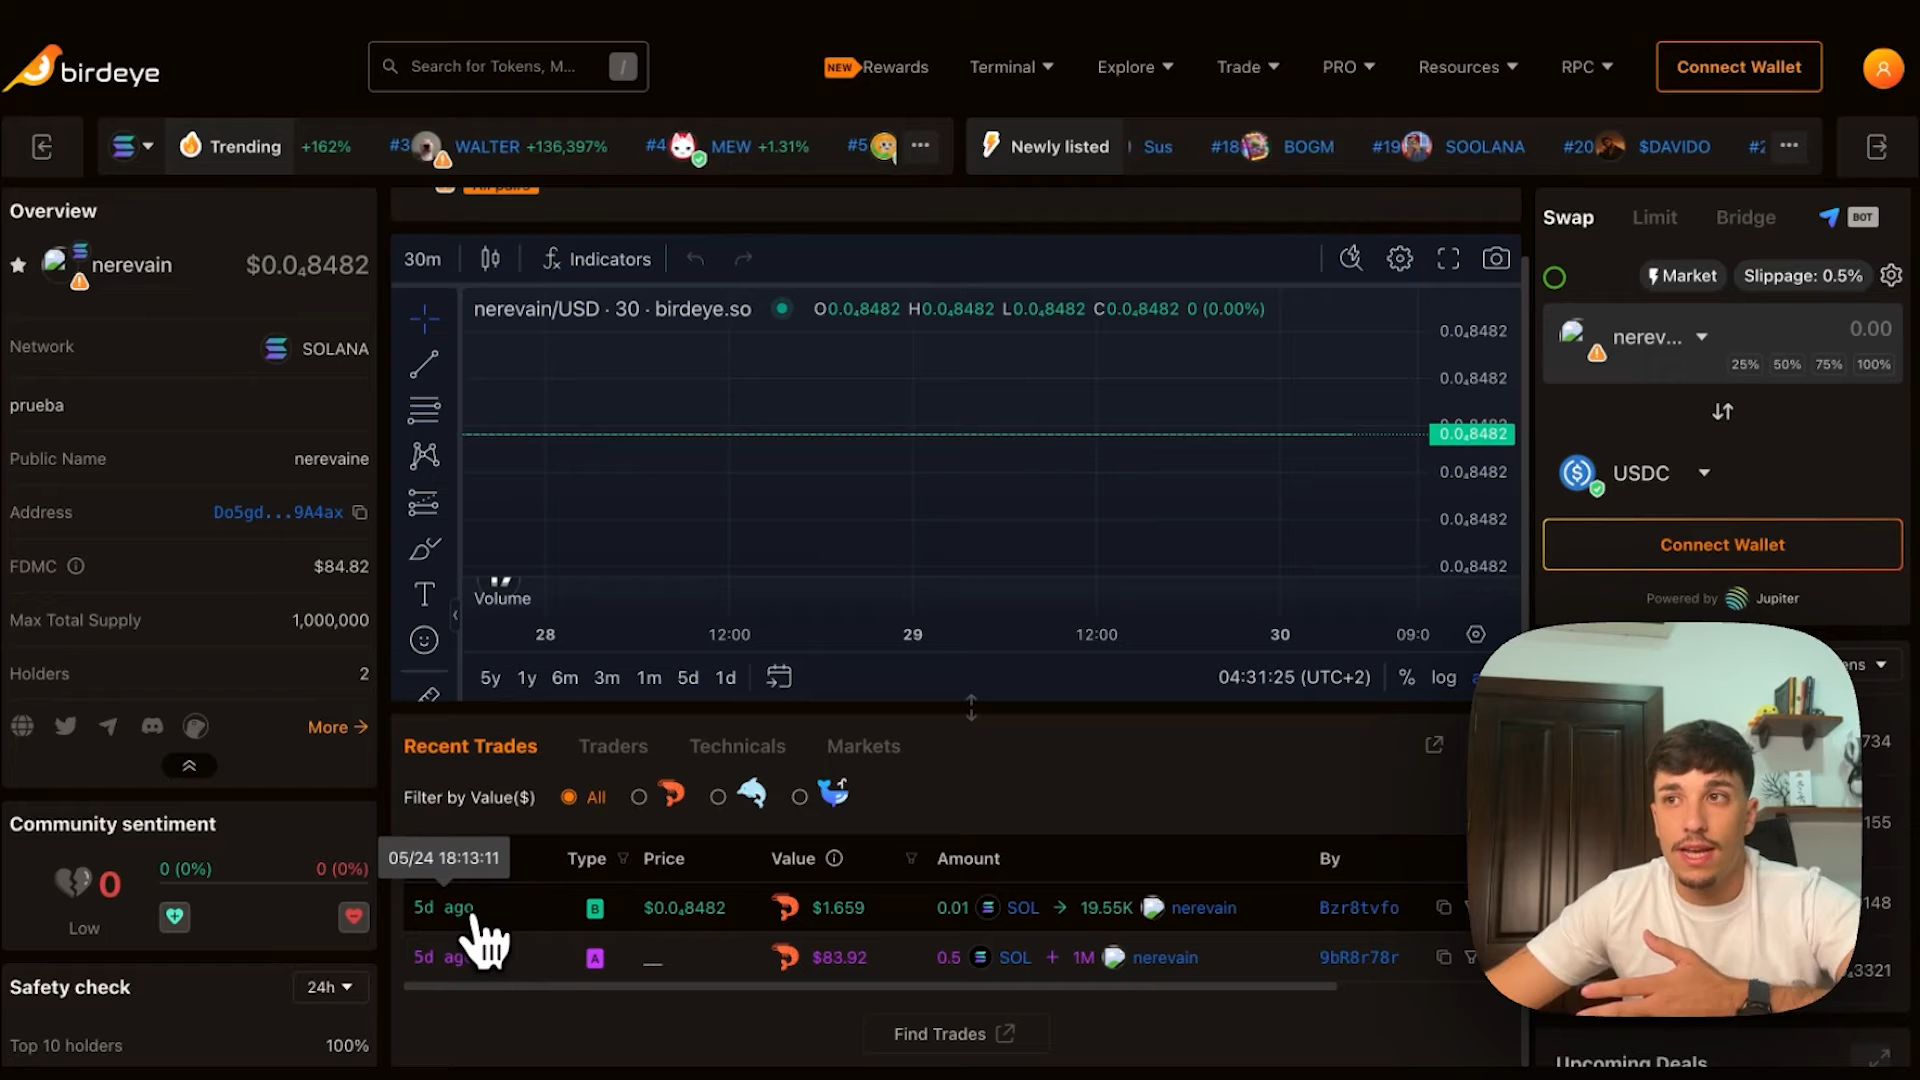 birdeye
Search for Tokens, M...
/
NEW Rewards
Terminal
Explore
Trade
PRO
Resources
RPC
Connect Wallet
Trending
+162%
#3 WALTER +136,397%
#4 MEW +1.31%
#5
Newly listed
Sus
#18 BOGM
#19 SOOLANA
#20 $DAVIDO
Overview
nerevain
$0.0₄8482
Network
SOLANA
prueba
Public Name
nerevaine
Address
Do5gd...9A4ax
FDMC
$84.82
Max Total Supply
1,000,000
Holders
2
More
Community sentiment
0
Low
0 (0%)
0 (0%)
Safety check
24h
Top 10 holders
100%
30m
Indicators
nerevain/USD · 30 · birdeye.so
O0.0₄8482 H0.0₄8482 L0.0₄8482 C0.0₄8482 0 (0.00%)
0.0₄8482
0.0₄8482
0.0₄8482
0.0₄8482
0.0₄8482
0.0₄8482
Volume
28
12:00
29
12:00
30
09:0
5y 1y 6m 3m 1m 5d 1d
04:31:25 (UTC+2)
%
log
Recent Trades
Traders
Technicals
Markets
Filter by Value($)
All
05/24 18:13:11
Type
Price
Value
Amount
By
5d ago
B
$0.0₄8482
$1.659
0.01 SOL → 19.55K nerevain
Bzr8tvfo
5d ago
A
__
$83.92
0.5 SOL + 1M nerevain
9bR8r78r
Find Trades
Swap
Limit
Bridge
BOT
Market
Slippage: 0.5%
nerev...
0.00
25% 50% 75% 100%
USDC
Connect Wallet
Powered by Jupiter
734
155
148
3321
Upcoming Deals